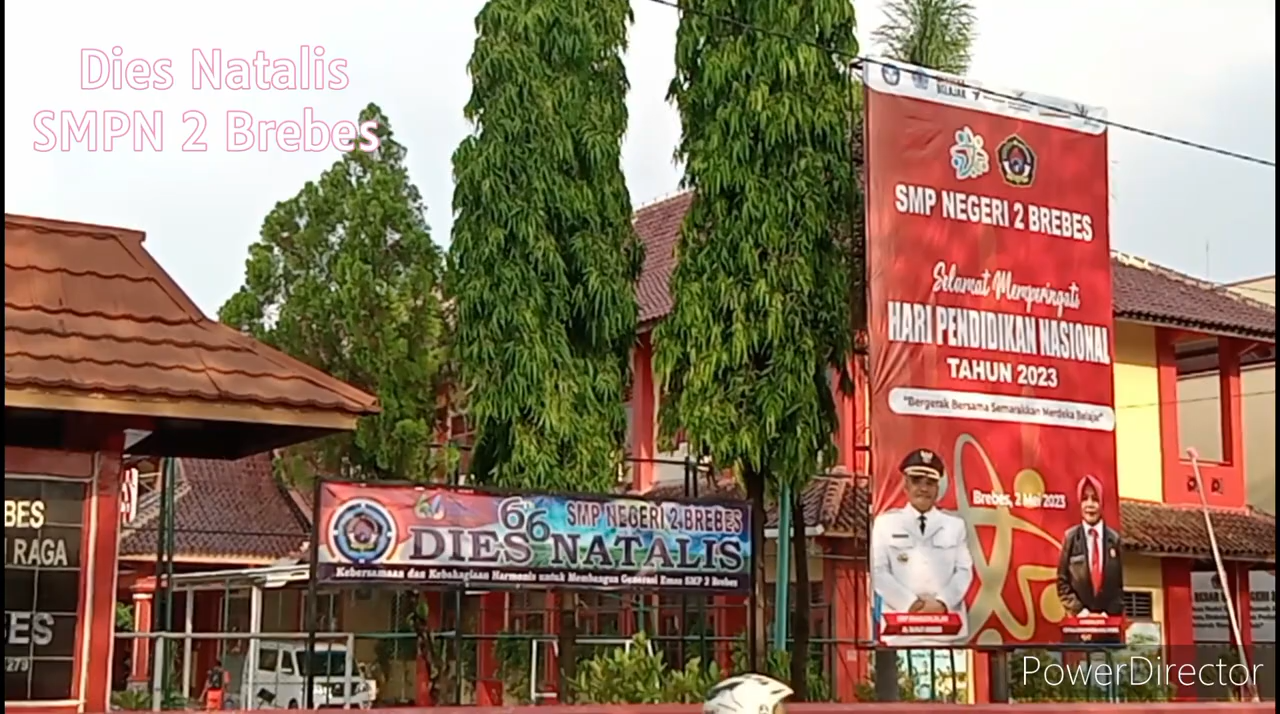 Dies Natalis
SMPN 2 Brebes
BELAJAR
SMP NEGERI 2 BREBES
Selamat Memperingati
HARI PENDIDIKAN NASIONAL
TAHUN 2023
"Bergerak Bersama Semarakkan Merdeka Belajar"
Brebes, 2 Mei 2023
66 SMP NEGERI 2 BREBES
DIES NATALIS
Kebersamaan dan Kebahagiaan Harmonis untuk Membangun Generasi Emas SMP 2 Brebes
BES
RAGA
ES
279
PowerDirector